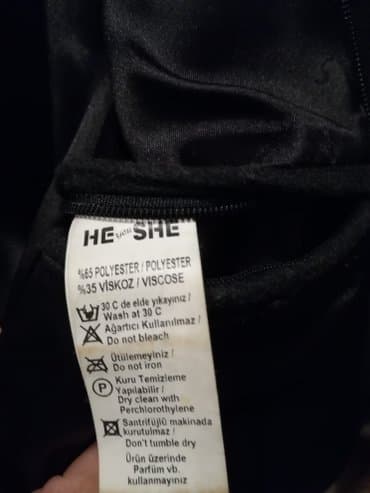 HE SHE
%65 POLYESTER / POLYESTER
%35 VİSKOZ / VISCOSE
30 C de elde yıkayınız /
Wash at 30 C
Ağartıcı Kullanılmaz /
Do not bleach
Ütülemeyiniz /
Do not iron
P
Kuru Temizleme
Yapılabilir /
Dry clean with
Perchlorothylene
Santrifüjlü makinada
kurutulmaz /
Don't tumble dry
Ürün üzerinde
Parfüm vb.
kullanmayınız